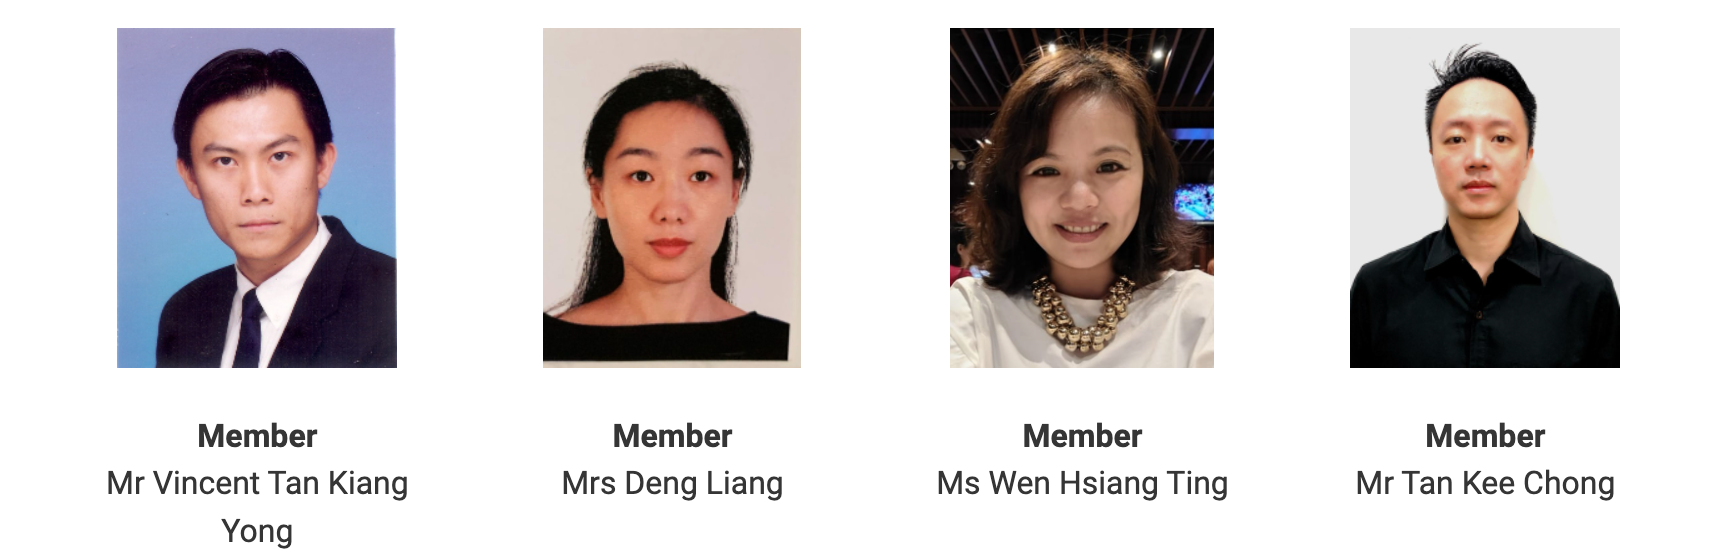 Member
Mr Vincent Tan Kiang
Yong
Member
Mrs Deng Liang
Member
Ms Wen Hsiang Ting
Member
Mr Tan Kee Chong